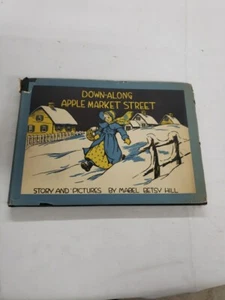 DOWN-ALONG
APPLE MARKET STREET
STORY AND PICTURES BY MABEL BETSY HILL